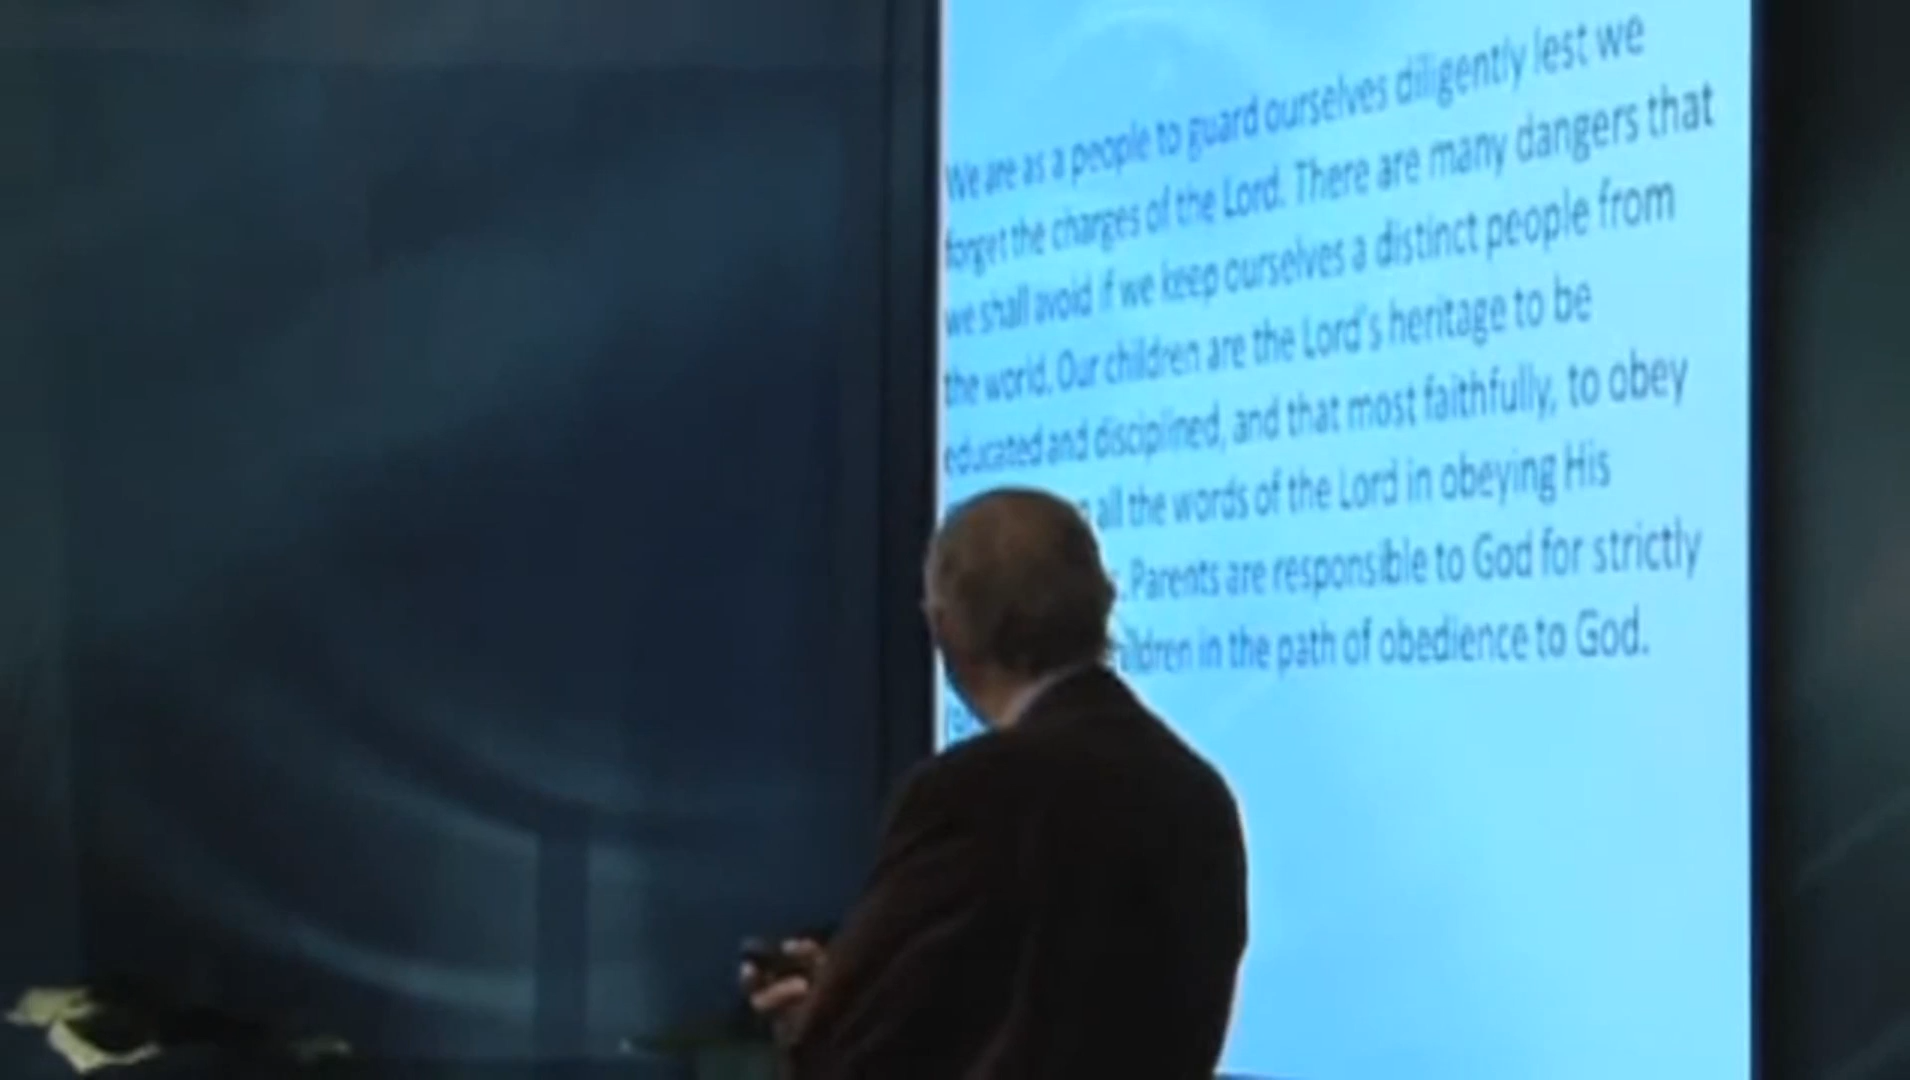 We are as a people to guard ourselves diligently lest we
forget the charges of the Lord. There are many dangers that
we shall avoid if we keep ourselves a distinct people from
the world. Our children are the Lord's heritage to be
educated and disciplined, and that most faithfully, to obey
all the words of the Lord in obeying His
. Parents are responsible to God for strictly
in the path of obedience to God.